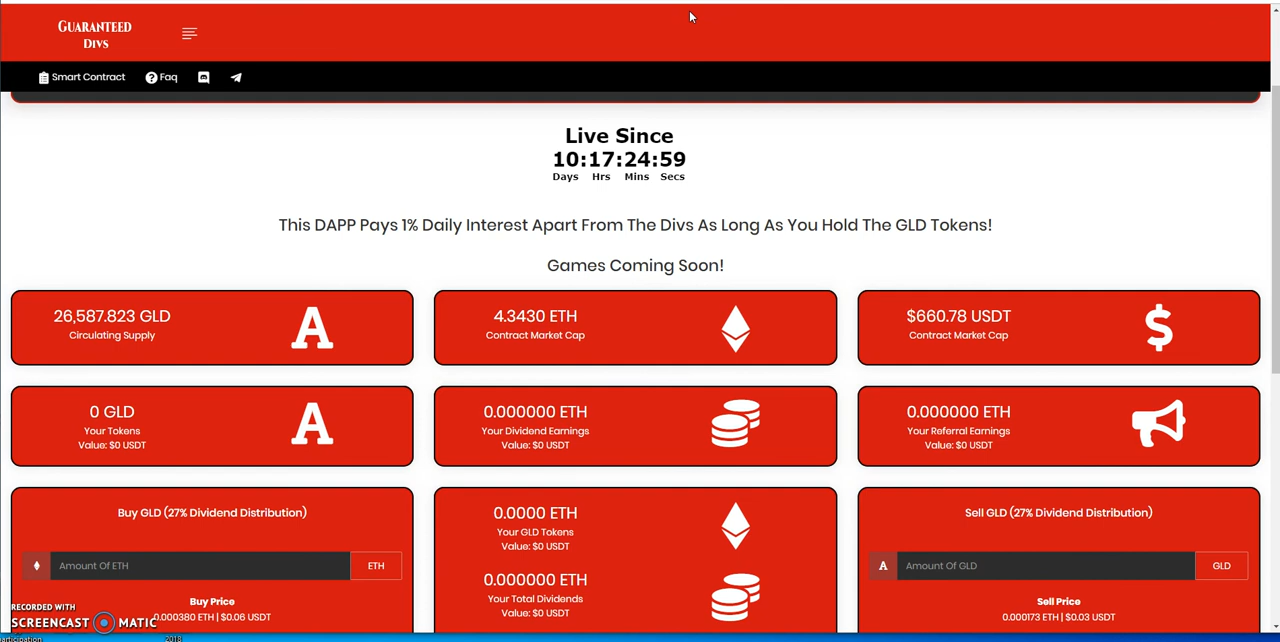 GUARANTEED
DIVS
Smart Contract
Faq
Live Since
10:17:24:59
Days Hrs Mins Secs
This DAPP Pays 1% Daily Interest Apart From The Divs As Long As You Hold The GLD Tokens!
Games Coming Soon!
26,587.823 GLD
Circulating Supply
A
4.3430 ETH
Contract Market Cap
$660.78 USDT
Contract Market Cap
$
0 GLD
Your Tokens
Value: $0 USDT
A
0.000000 ETH
Your Dividend Earnings
Value: $0 USDT
0.000000 ETH
Your Referral Earnings
Value: $0 USDT
Buy GLD (27% Dividend Distribution)
Amount Of ETH
ETH
Buy Price
0.000380 ETH | $0.06 USDT
0.0000 ETH
Your GLD Tokens
Value: $0 USDT
0.000000 ETH
Your Total Dividends
Value: $0 USDT
Sell GLD (27% Dividend Distribution)
A
Amount Of GLD
GLD
Sell Price
0.000173 ETH | $0.03 USDT
RECORDED WITH
SCREENCAST MATIC
articipation
2018